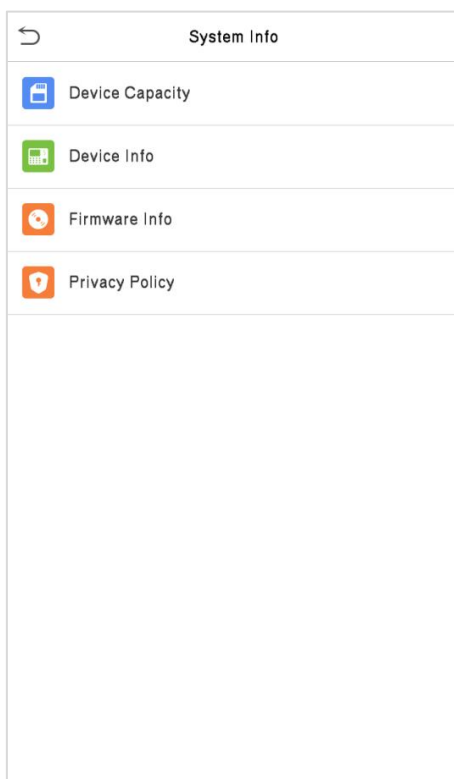 System Info
Device Capacity
Device Info
Firmware Info
Privacy Policy